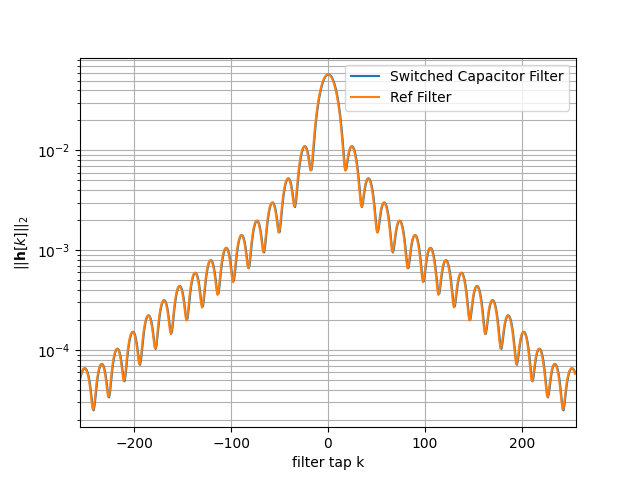 Switched Capacitor Filter
Ref Filter
10⁻²
10⁻³
10⁻⁴
||h[k]||₂
−200
−100
0
100
200
filter tap k